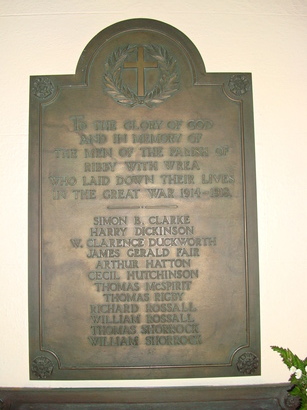 TO THE GLORY OF GOD
AND IN MEMORY OF
THE MEN OF THE PARISH OF
RIBBY WITH WREA
WHO LAID DOWN THEIR LIVES
IN THE GREAT WAR 1914-1918.
SIMON B. CLARKE
HARRY DICKINSON
W. CLARENCE DUCKWORTH
JAMES GERALD FAIR
ARTHUR HATTON
CECIL HUTCHINSON
THOMAS McSPIRIT
THOMAS RIGBY
RICHARD ROSSALL
WILLIAM ROSSALL
THOMAS SHORROCK
WILLIAM SHORROCK